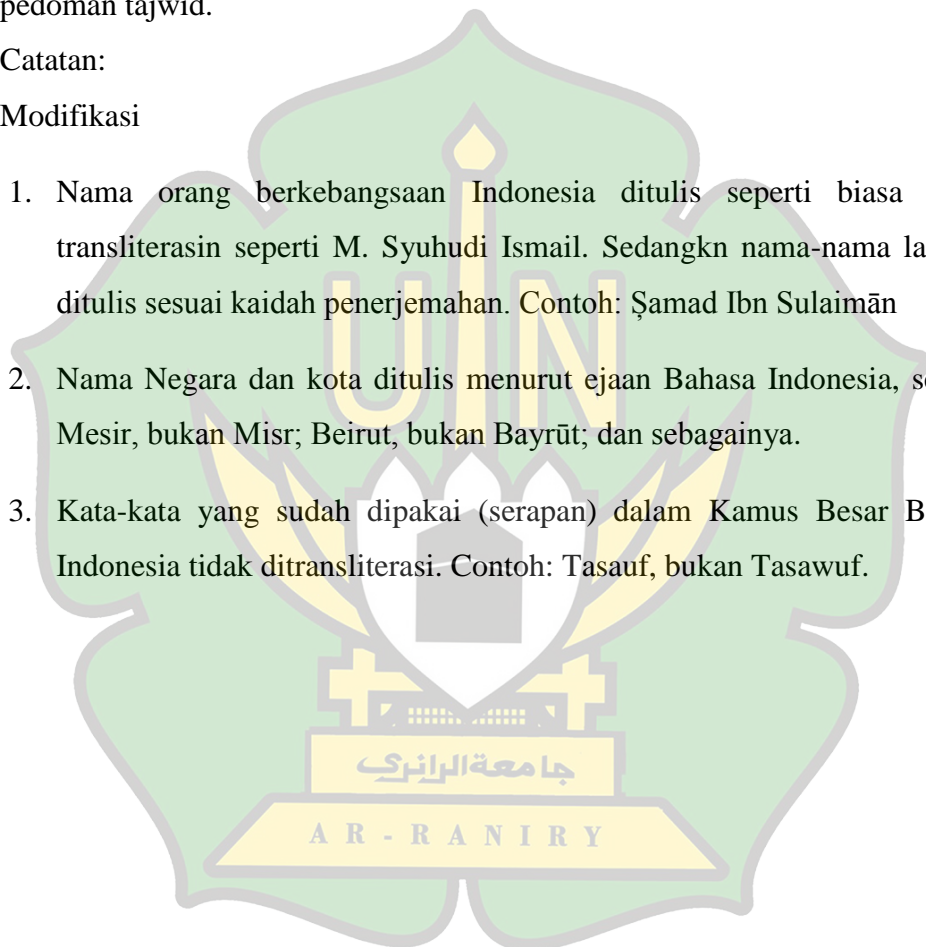 pedoman tajwid.
Catatan:
Modifikasi
1. Nama orang berkebangsaan Indonesia ditulis seperti biasa
transliterasin seperti M. Syuhudi Ismail. Sedangkn nama-nama
ditulis sesuai kaidah penerjemahan. Contoh: Ṣamad Ibn Sulaimān
2. Nama Negara dan kota ditulis menurut ejaan Bahasa Indonesia,
Mesir, bukan Misr; Beirut, bukan Bayrūt; dan sebagainya.
3. Kata-kata yang sudah dipakai (serapan) dalam Kamus Besar
Indonesia tidak ditransliterasi. Contoh: Tasauf, bukan Tasawuf.
UIN
جامعةالرانري
AR-RANIRY